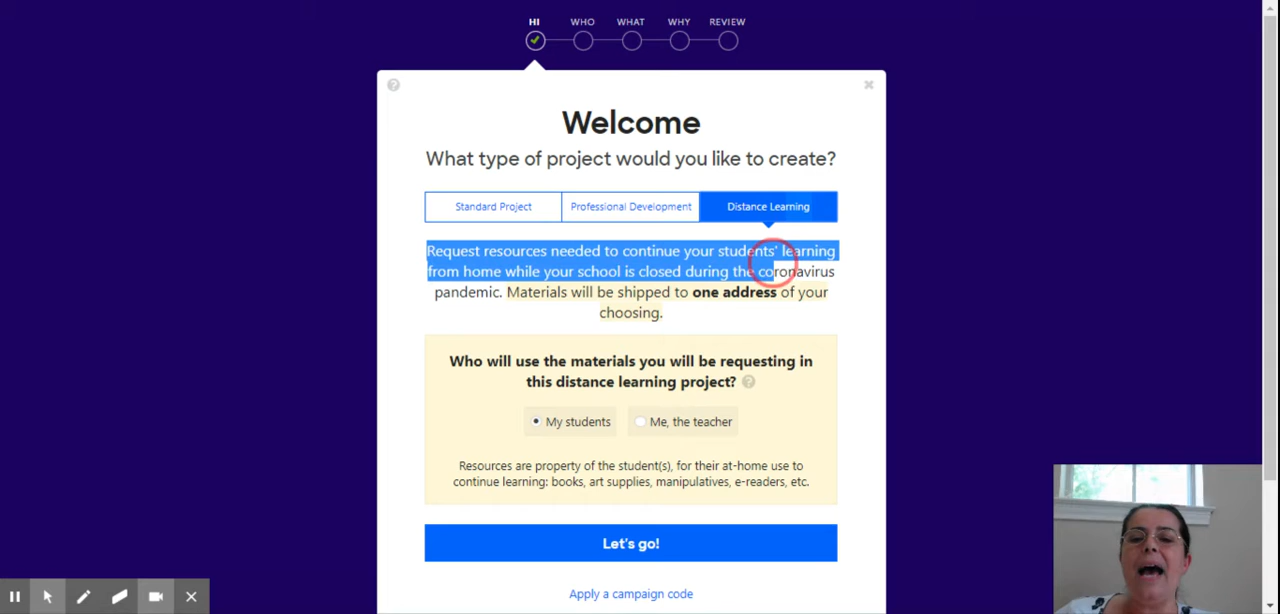 HI WHO WHAT WHY REVIEW
Welcome
What type of project would you like to create?
Standard Project Professional Development Distance Learning
Request resources needed to continue your students' learning
from home while your school is closed during the coronavirus
pandemic. Materials will be shipped to one address of your
choosing.
Who will use the materials you will be requesting in
this distance learning project? ?
My students Me, the teacher
Resources are property of the student(s), for their at-home use to
continue learning: books, art supplies, manipulatives, e-readers, etc.
Let's go!
Apply a campaign code